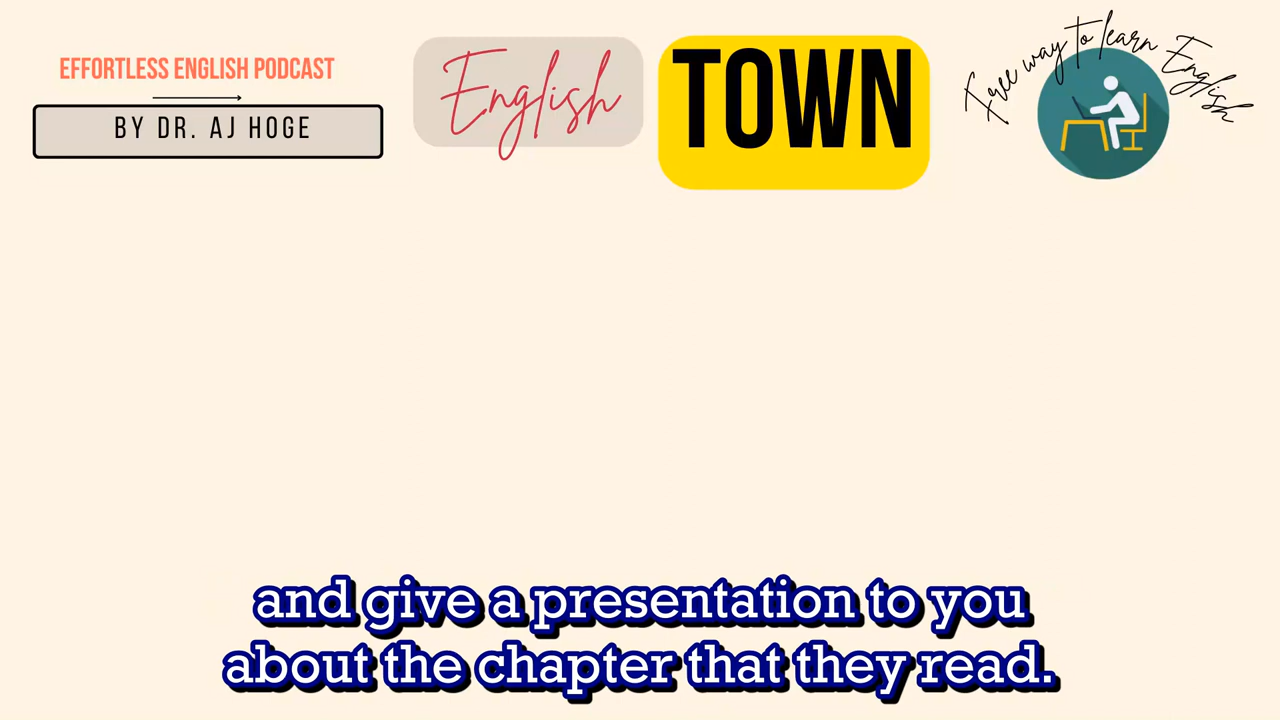 EFFORTLESS ENGLISH PODCAST
BY DR. AJ HOGE
English
TOWN
Free way to learn English
and give a presentation to you
about the chapter that they read.